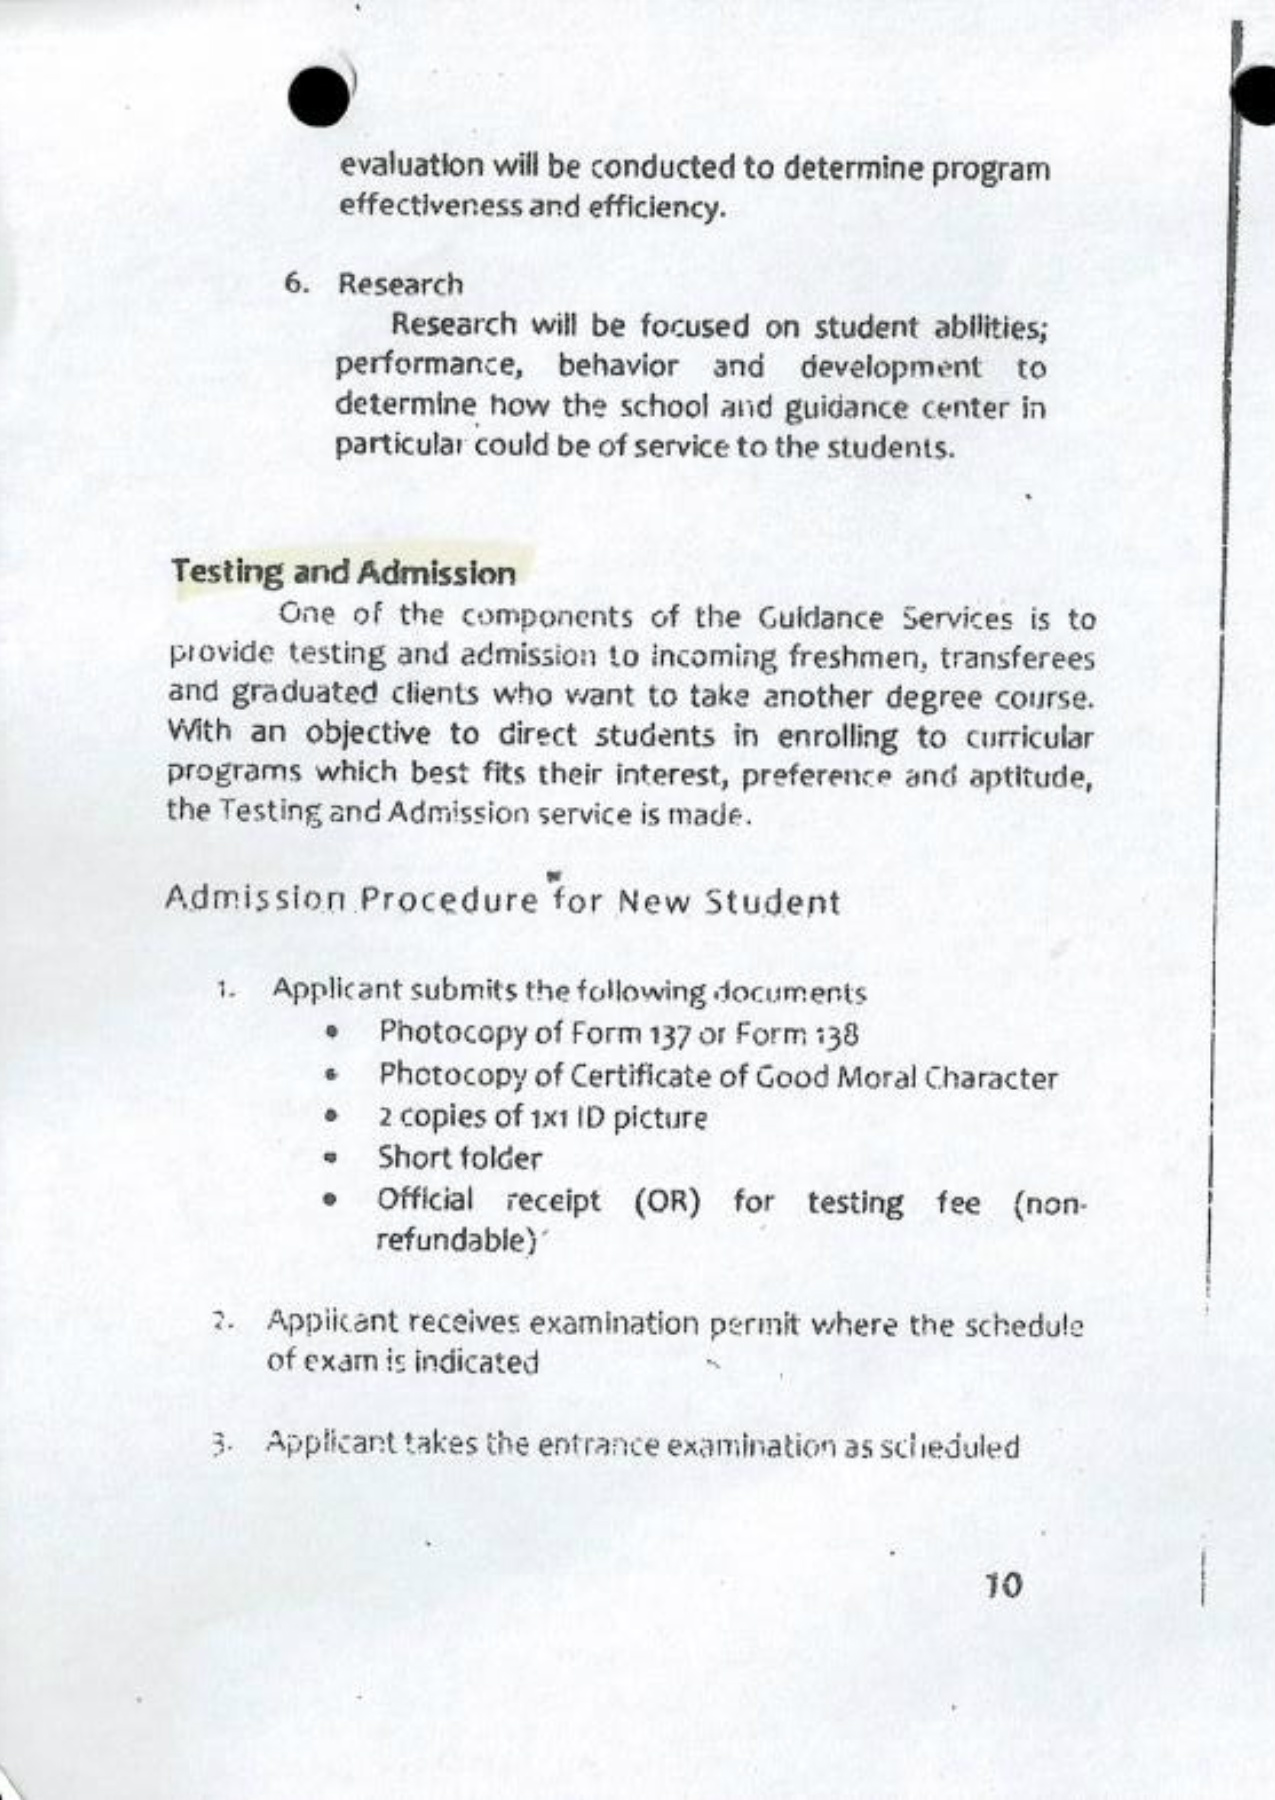 evaluation will be conducted to determine program
effectiveness and efficiency.
6. Research
Research will be focused on student abilities;
performance, behavior and development to
determine how the school and guidance center in
particular could be of service to the students.
Testing and Admission
One of the components of the Guidance Services is to
provide testing and admission to incoming freshmen, transferees
and graduated clients who want to take another degree course.
With an objective to direct students in enrolling to curricular
programs which best fits their interest, preference and aptitude,
the Testing and Admission service is made.
Admission Procedure for New Student
1. Applicant submits the following documents
• Photocopy of Form 137 or Form 138
• Photocopy of Certificate of Good Moral Character
• 2 copies of 1x1 ID picture
• Short folder
• Official receipt (OR) for testing fee (non-
refundable)
2. Applicant receives examination permit where the schedule
of exam is indicated
3. Applicant takes the entrance examination as scheduled
10